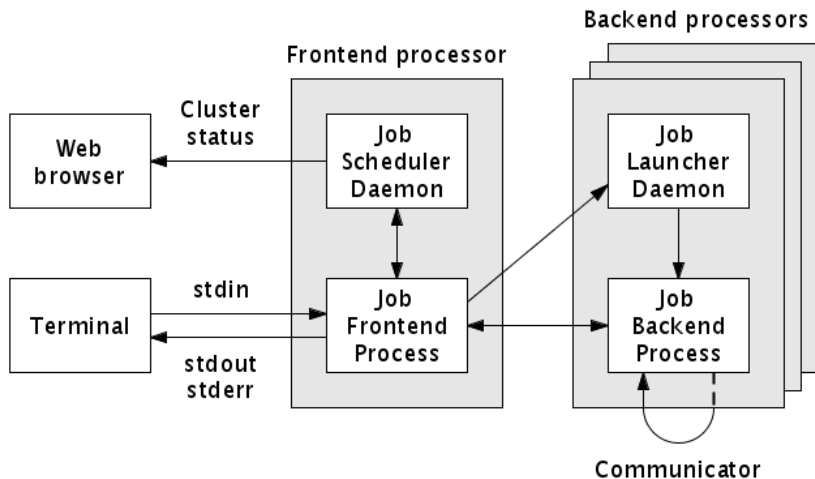 Backend processors
Frontend processor
Cluster
status
Web
browser
Job
Scheduler
Daemon
Job
Launcher
Daemon
stdin
Terminal
Job
Frontend
Process
Job
Backend
Process
stdout
stderr
Communicator